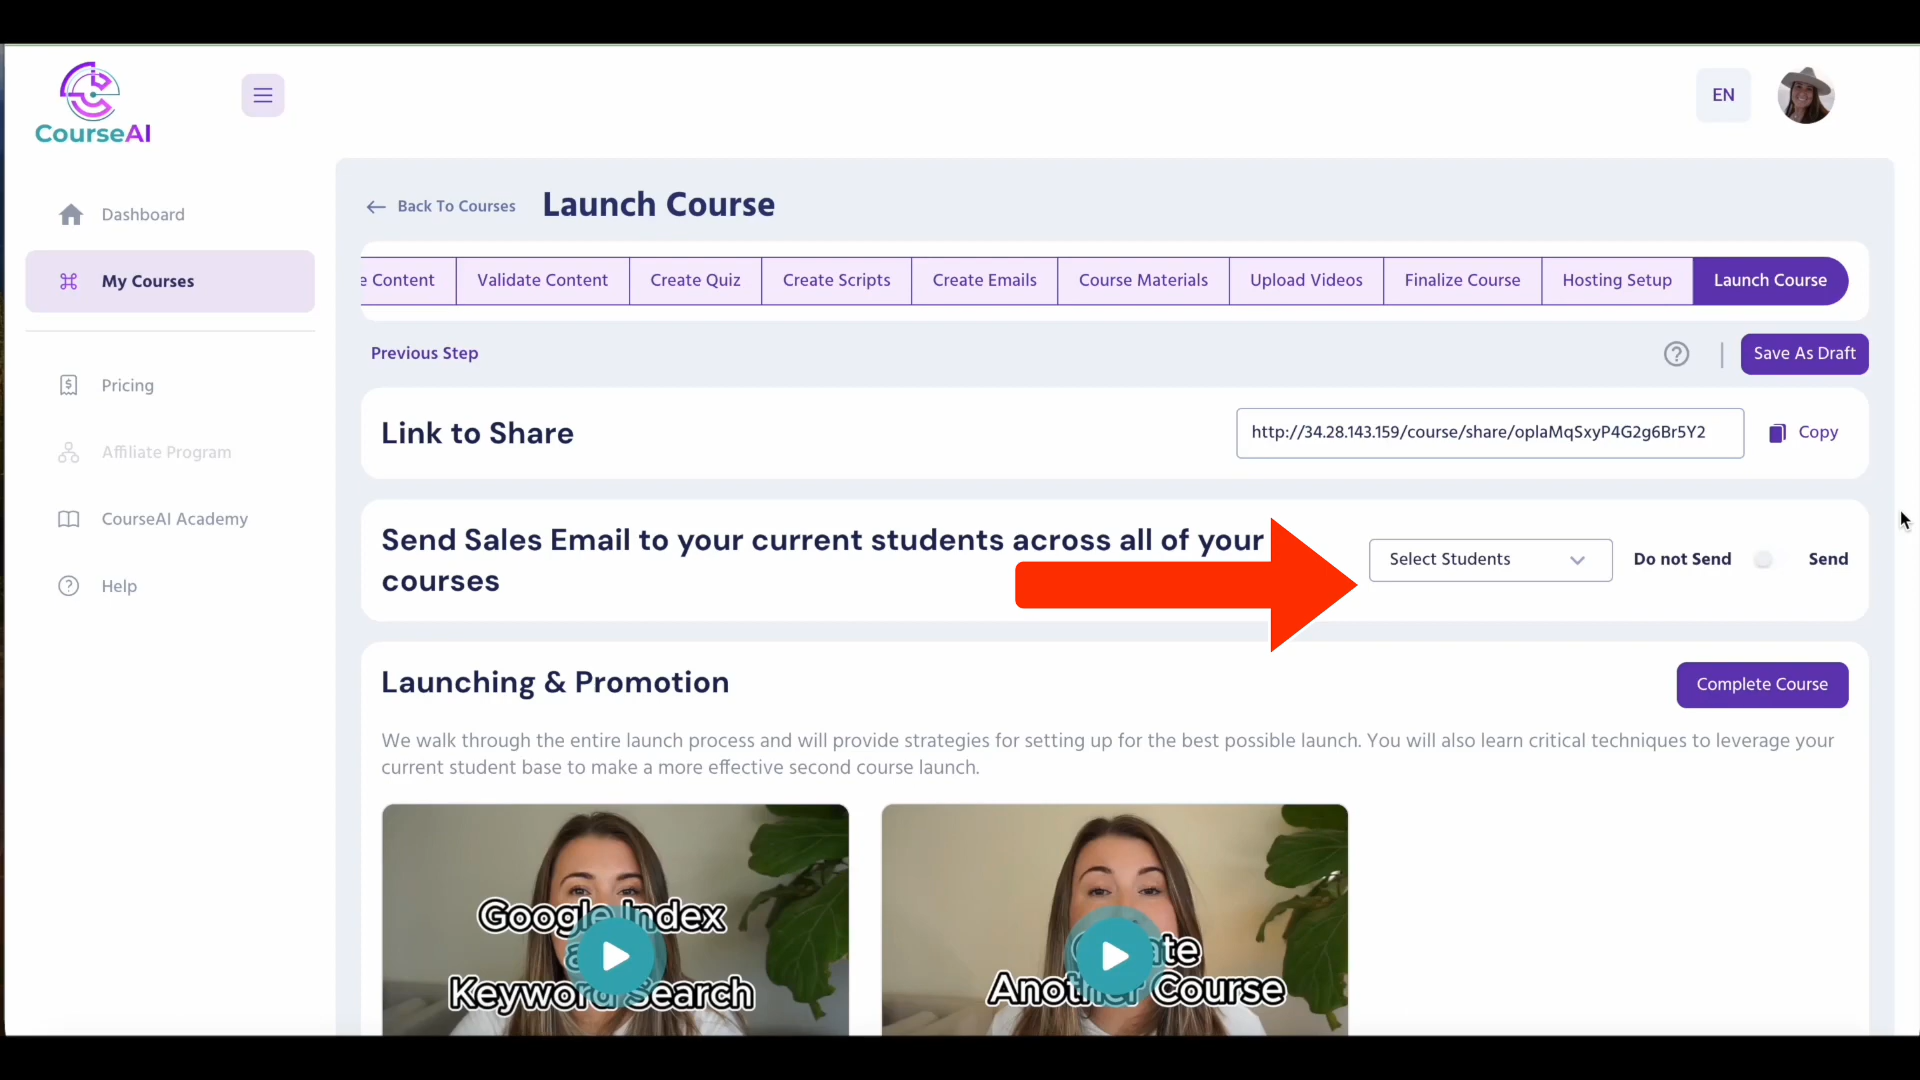 CourseAI
EN
Dashboard
My Courses
Pricing
Affiliate Program
CourseAI Academy
Help
Back To Courses
Launch Course
e Content
Validate Content
Create Quiz
Create Scripts
Create Emails
Course Materials
Upload Videos
Finalize Course
Hosting Setup
Launch Course
Previous Step
Save As Draft
Link to Share
http://34.28.143.159/course/share/oplaMqSxyP4G2g6Br5Y2
Copy
Send Sales Email to your current students across all of your
courses
Select Students
Do not Send
Send
Launching & Promotion
Complete Course
We walk through the entire launch process and will provide strategies for setting up for the best possible launch. You will also learn critical techniques to leverage your
current student base to make a more effective second course launch.
Google Index
Keyword Search
Another Course